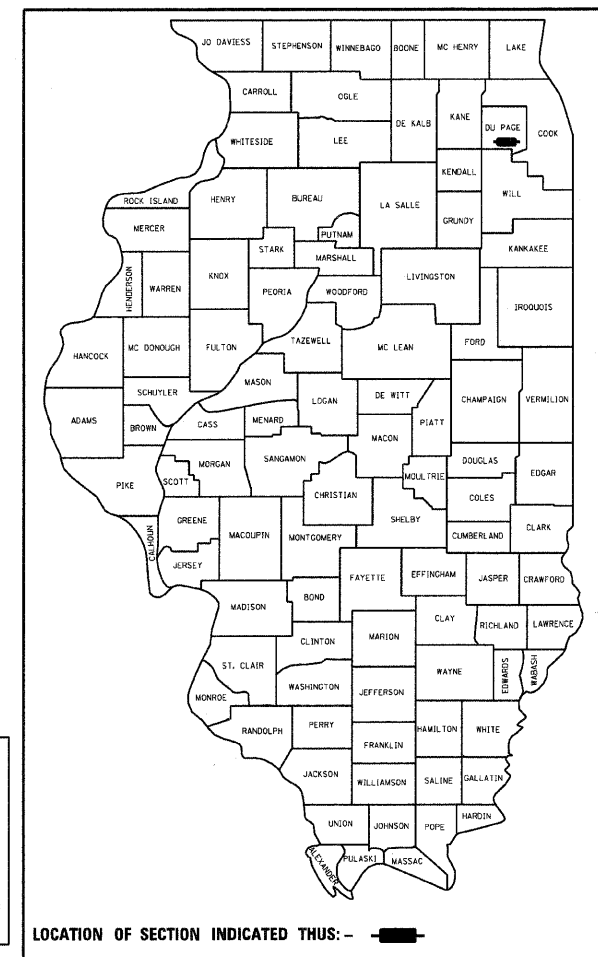 JO DAVIESS
STEPHENSON
WINNEBAGO
BOONE
MC HENRY
LAKE
CARROLL
OGLE
DE KALB
KANE
DU PAGE
COOK
WHITESIDE
LEE
KENDALL
WILL
ROCK ISLAND
HENRY
BUREAU
LA SALLE
GRUNDY
MERCER
PUTNAM
KANKAKEE
STARK
MARSHALL
HENDERSON
WARREN
KNOX
PEORIA
WOODFORD
LIVINGSTON
IROQUOIS
HANCOCK
MC DONOUGH
FULTON
TAZEWELL
MC LEAN
FORD
SCHUYLER
MASON
LOGAN
DE WITT
CHAMPAIGN
VERMILION
ADAMS
BROWN
CASS
MENARD
MACON
PIATT
PIKE
SCOTT
MORGAN
SANGAMON
CHRISTIAN
MOULTRIE
DOUGLAS
EDGAR
COLES
CALHOUN
GREENE
MACOUPIN
MONTGOMERY
SHELBY
CUMBERLAND
CLARK
JERSEY
FAYETTE
EFFINGHAM
JASPER
CRAWFORD
MADISON
BOND
CLAY
RICHLAND
LAWRENCE
CLINTON
MARION
ST. CLAIR
WAYNE
EDWARDS
WABASH
MONROE
WASHINGTON
JEFFERSON
RANDOLPH
PERRY
HAMILTON
WHITE
FRANKLIN
JACKSON
WILLIAMSON
SALINE
GALLATIN
UNION
JOHNSON
POPE
HARDIN
ALEXANDER
PULASKI
MASSAC
LOCATION OF SECTION INDICATED THUS: –